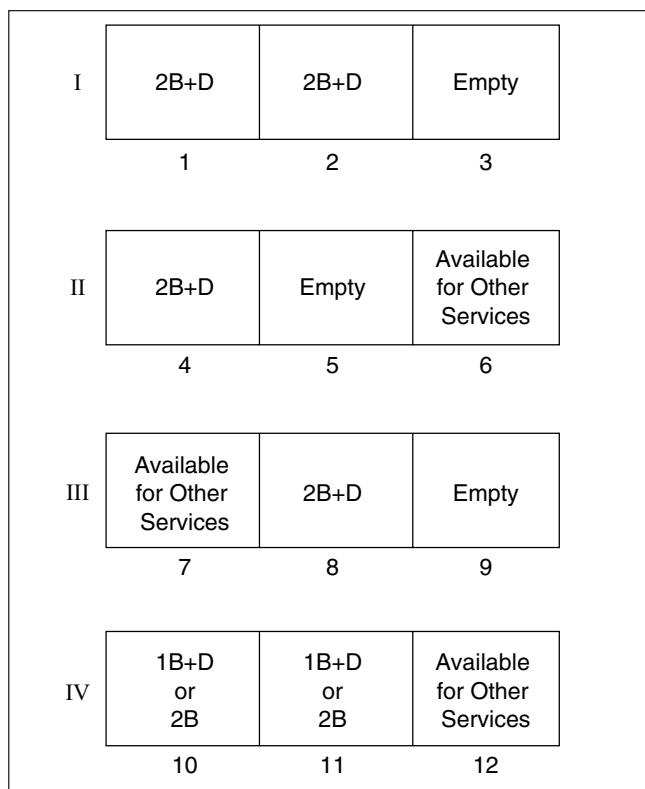 I
2B+D
2B+D
Empty
1
2
3
II
2B+D
Empty
Available
for Other
Services
4
5
6
III
Available
for Other
Services
2B+D
Empty
7
8
9
IV
1B+D
or
2B
1B+D
or
2B
Available
for Other
Services
10
11
12